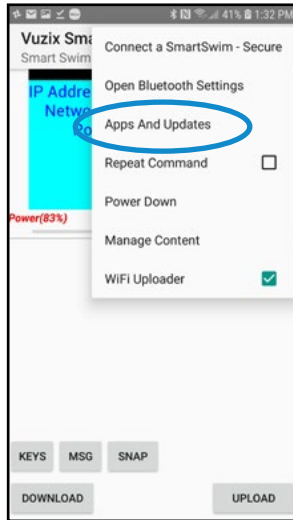 41% 1:32 PM
Vuzix Sma
Smart Swim
IP Addre
Netwo
Po
Power(83%)
Connect a SmartSwim - Secure
Open Bluetooth Settings
Apps And Updates
Repeat Command
Power Down
Manage Content
WiFi Uploader
KEYS MSG SNAP
DOWNLOAD UPLOAD